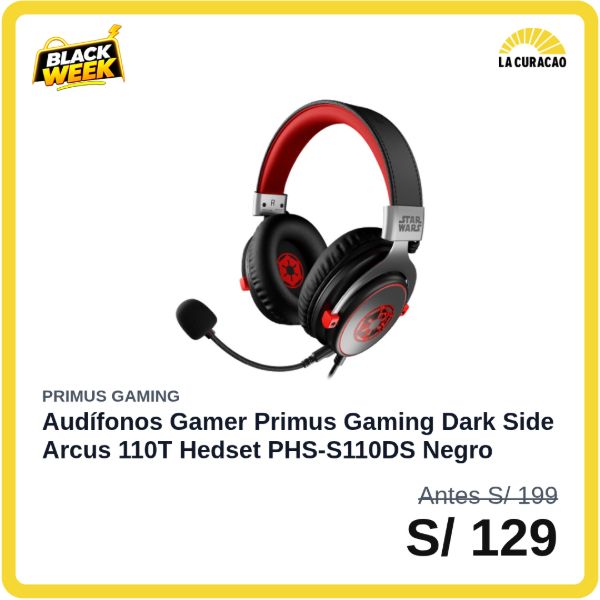 BLACK
WEEK
LA CURACAO
R
STAR
WARS
PRIMUS GAMING
Audífonos Gamer Primus Gaming Dark Side
Arcus 110T Hedset PHS-S110DS Negro
Antes S/ 199
S/ 129